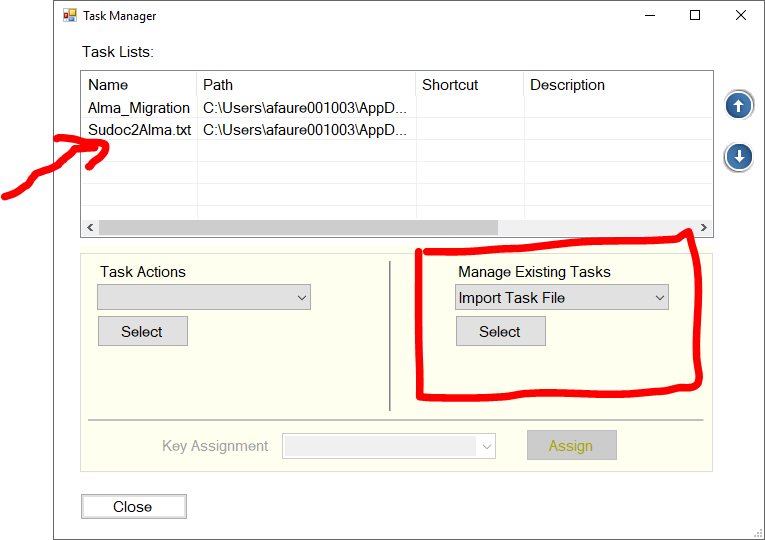 Task Manager
Task Lists:
Name Path Shortcut Description
Alma_Migration C:\Users\afaure001003\AppD...
Sudoc2Alma.txt C:\Users\afaure001003\AppD...
Task Actions Manage Existing Tasks
Import Task File
Select Select
Key Assignment Assign
Close